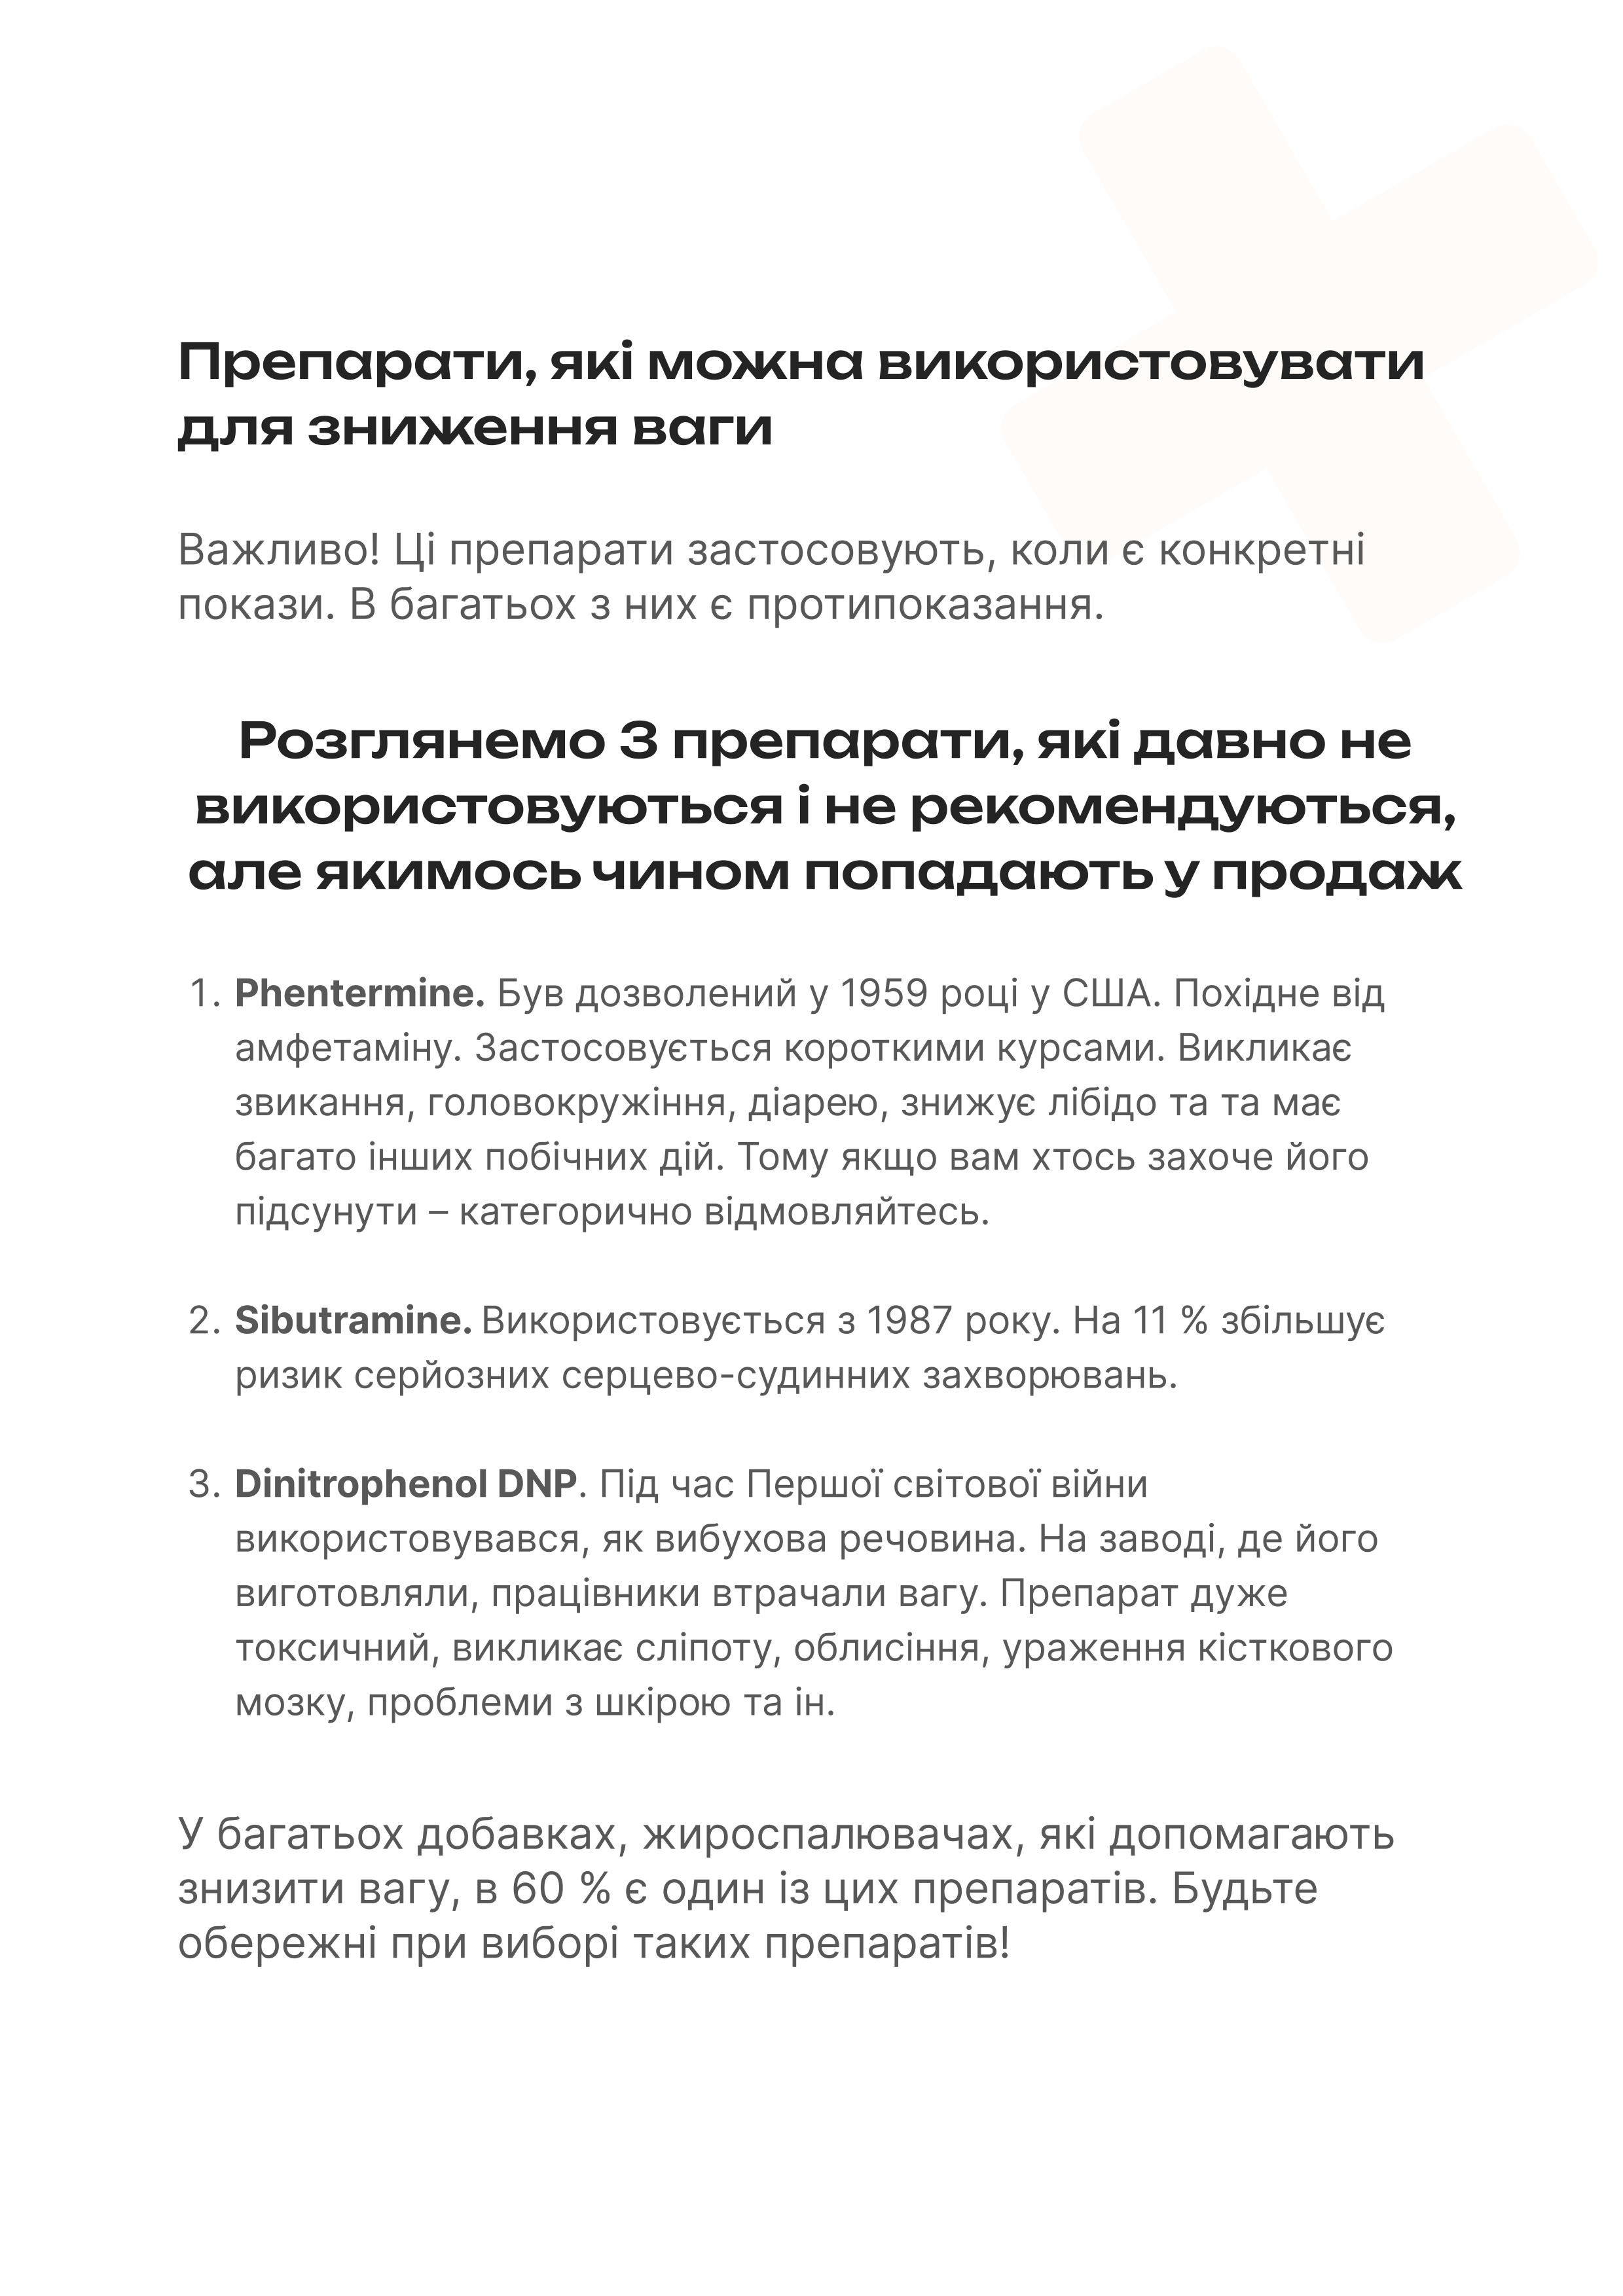 Препарати, які можна використовувати
для зниження ваги
Важливо! Ці препарати застосовують, коли є конкретні
покази. В багатьох з них є протипоказання.
Розглянемо 3 препарати, які давно не
використовуються і не рекомендуються,
але якимось чином попадають у продаж
1. Phentermine. Був дозволений у 1959 році у США. Похідне від
амфетаміну. Застосовується короткими курсами. Викликає
звикання, головокружіння, діарею, знижує лібідо та та має
багато інших побічних дій. Тому якщо вам хтось захоче його
підсунути – категорично відмовляйтесь.
2. Sibutramine. Використовується з 1987 року. На 11 % збільшує
ризик серйозних серцево-судинних захворювань.
3. Dinitrophenol DNP. Під час Першої світової війни
використовувався, як вибухова речовина. На заводі, де його
виготовляли, працівники втрачали вагу. Препарат дуже
токсичний, викликає сліпоту, облисіння, ураження кісткового
мозку, проблеми з шкірою та ін.
У багатьох добавках, жироспалювачах, які допомагають
знизити вагу, в 60 % є один із цих препаратів. Будьте
обережні при виборі таких препаратів!